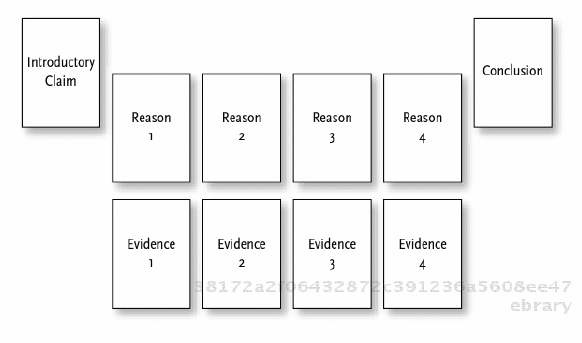 Introductory
Claim
Conclusion
Reason
1
Reason
2
Reason
3
Reason
4
Evidence
1
Evidence
2
Evidence
3
Evidence
4
38172a2f06432872c391236a5608ee47
ebrary